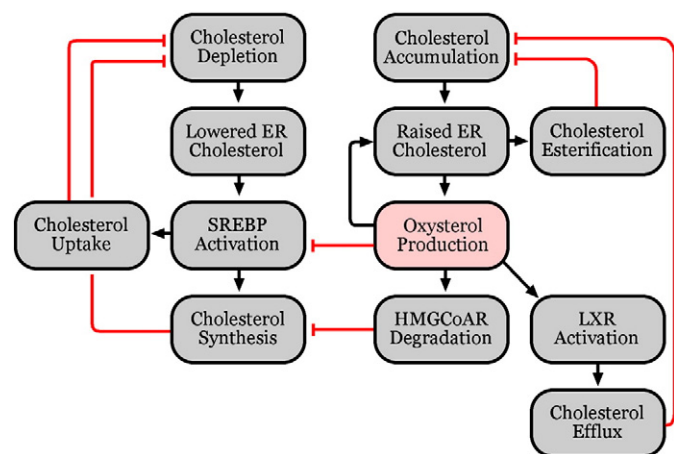 Cholesterol
Depletion
Cholesterol
Accumulation
Lowered ER
Cholesterol
Raised ER
Cholesterol
Cholesterol
Esterification
Cholesterol
Uptake
SREBP
Activation
Oxysterol
Production
Cholesterol
Synthesis
HMGCoAR
Degradation
LXR
Activation
Cholesterol
Efflux